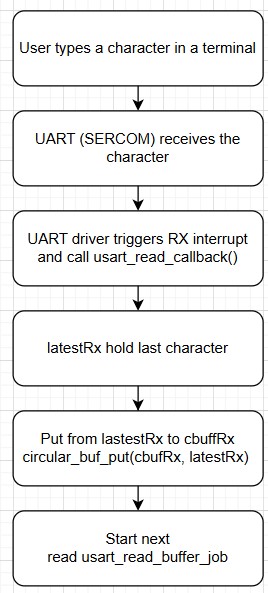 User types a character in a terminal
UART (SERCOM) receives the
character
UART driver triggers RX interrupt
and call usart_read_callback()
latestRx hold last character
Put from lastestRx to cbuffRx
circular_buf_put(cbufRx, latestRx)
Start next
read usart_read_buffer_job